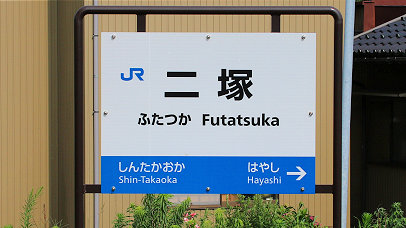 JR 二塚
ふたつか Futatsuka
しんたかおか はやし
Shin-Takaoka Hayashi